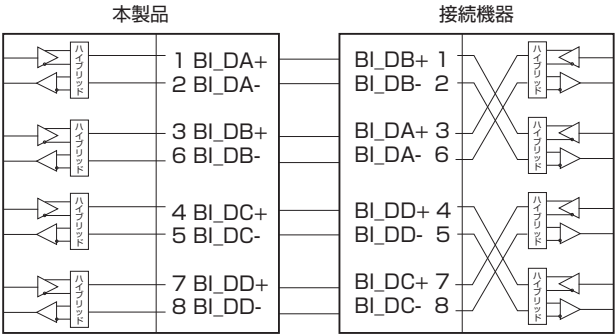 本製品
接続機器
ハイブリッド
1 BI_DA+
2 BI_DA-
BI_DB+ 1
BI_DB- 2
ハイブリッド
ハイブリッド
3 BI_DB+
6 BI_DB-
BI_DA+ 3
BI_DA- 6
ハイブリッド
ハイブリッド
4 BI_DC+
5 BI_DC-
BI_DD+ 4
BI_DD- 5
ハイブリッド
ハイブリッド
7 BI_DD+
8 BI_DD-
BI_DC+ 7
BI_DC- 8
ハイブリッド